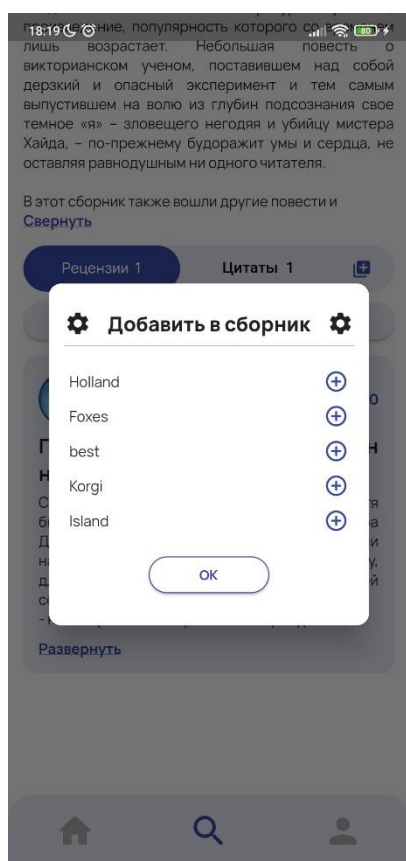 18:19
80
лишь возрастает. Небольшая повесть о
викторианском ученом, поставившем над собой
дерзкий и опасный эксперимент и тем самым
выпустившем на волю из глубин подсознания свое
темное «я» – зловещего негодяя и убийцу мистера
Хайда, – по-прежнему будоражит умы и сердца, не
оставляя равнодушным ни одного читателя.
В этот сборник также вошли другие повести и
Свернуть
Рецензии 1
Цитаты 1
Добавить в сборник
Holland
Foxes
best
Korgi
Island
ОК
Развернуть